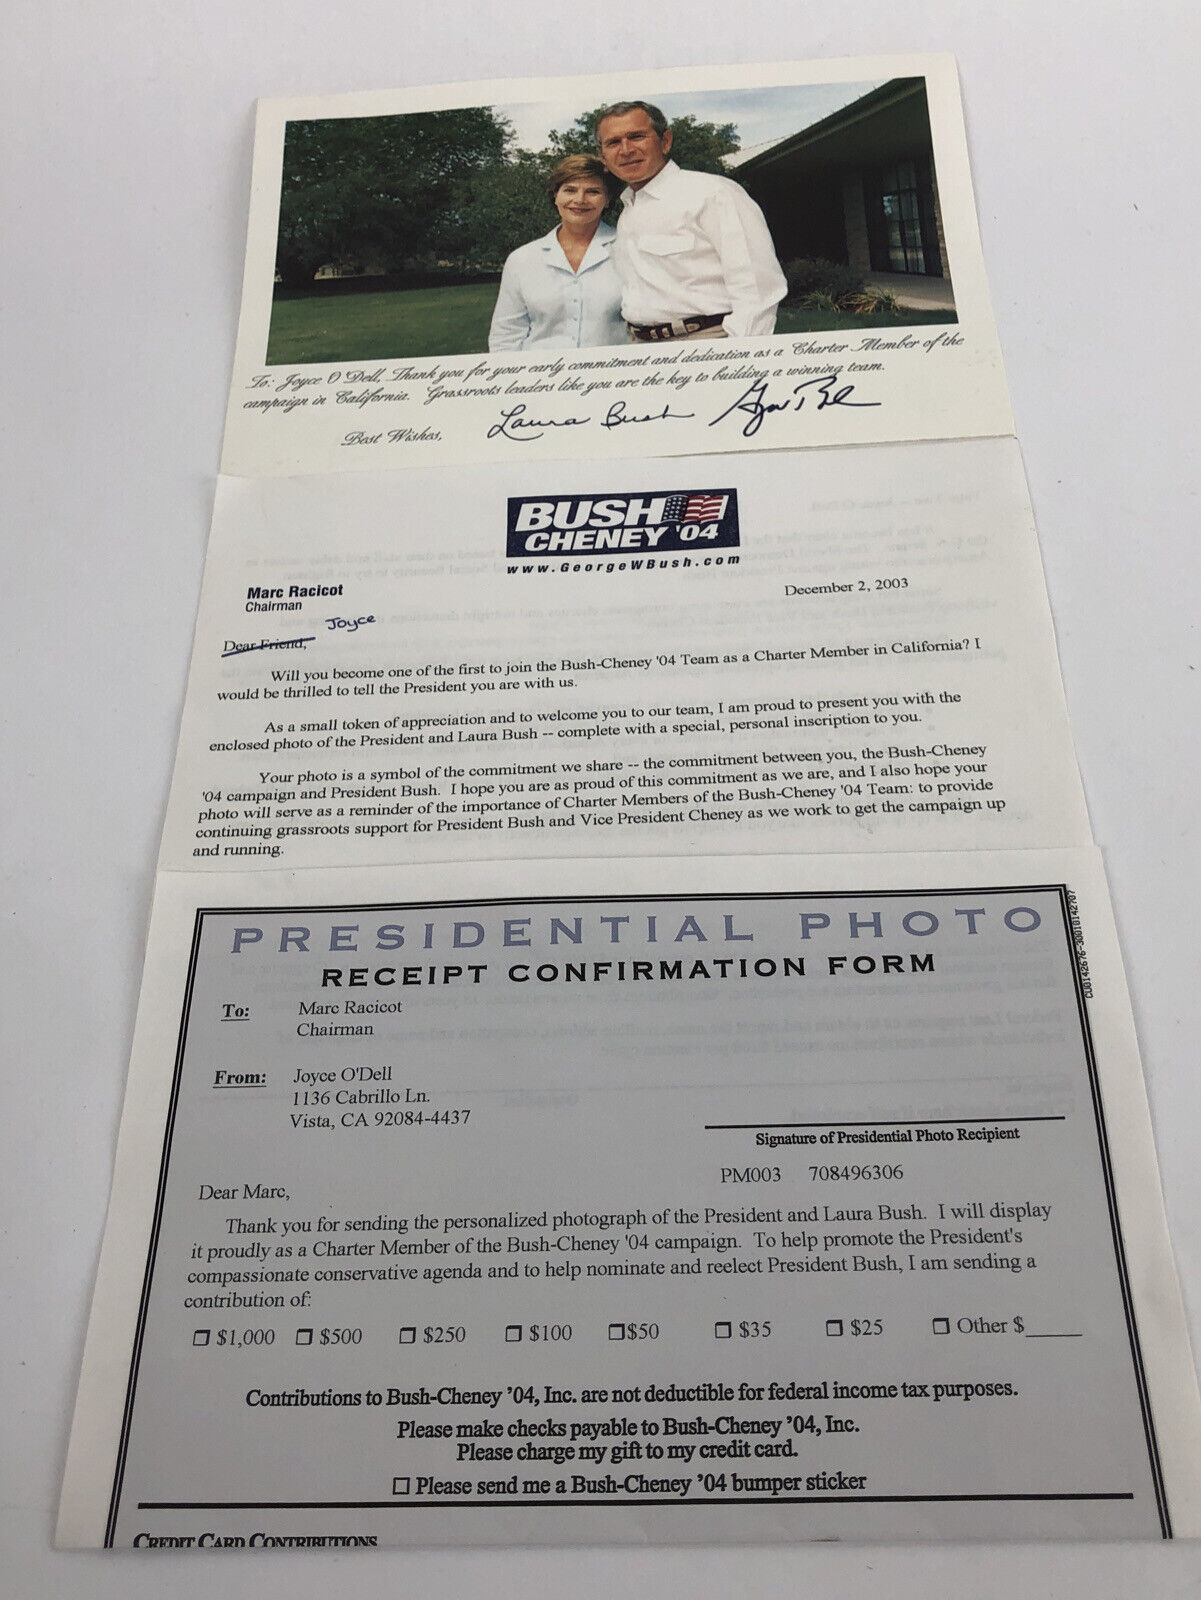 To: Joyce O'Dell, Thank you for your early commitment and dedication as a Charter Member of the
campaign in California. Grassroots leaders like you are the key to building a winning team.
Best Wishes,
Laura Bush
BUSH
CHENEY '04
www.GeorgeWBush.com
Marc Racicot
Chairman
December 2, 2003
Joyce
Dear Friend,
Will you become one of the first to join the Bush-Cheney '04 Team as a Charter Member in California? I
would be thrilled to tell the President you are with us.
As a small token of appreciation and to welcome you to our team, I am proud to present you with the
enclosed photo of the President and Laura Bush -- complete with a special, personal inscription to you.
Your photo is a symbol of the commitment we share -- the commitment between you, the Bush-Cheney
'04 campaign and President Bush. I hope you are as proud of this commitment as we are, and I also hope your
photo will serve as a reminder of the importance of Charter Members of the Bush-Cheney '04 Team: to provide
continuing grassroots support for President Bush and Vice President Cheney as we work to get the campaign up
and running.
PRESIDENTIAL PHOTO
RECEIPT CONFIRMATION FORM
CU0142676-30010142707
To: Marc Racicot
Chairman
From: Joyce O'Dell
1136 Cabrillo Ln.
Vista, CA 92084-4437
Signature of Presidential Photo Recipient
PM003 708496306
Dear Marc,
Thank you for sending the personalized photograph of the President and Laura Bush. I will display
it proudly as a Charter Member of the Bush-Cheney '04 campaign. To help promote the President's
compassionate conservative agenda and to help nominate and reelect President Bush, I am sending a
contribution of:
☐ $1,000 ☐ $500 ☐ $250 ☐ $100 ☐ $50 ☐ $35 ☐ $25 ☐ Other $_____
Contributions to Bush-Cheney '04, Inc. are not deductible for federal income tax purposes.
Please make checks payable to Bush-Cheney '04, Inc.
Please charge my gift to my credit card.
☐ Please send me a Bush-Cheney '04 bumper sticker
CREDIT CARD CONTRIBUTIONS